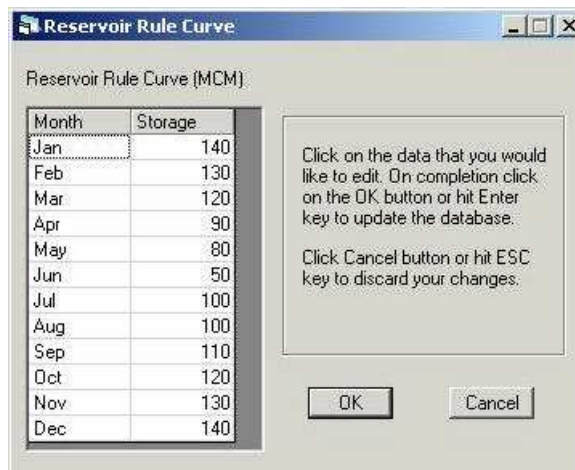 Reservoir Rule Curve
Reservoir Rule Curve (MCM)
Month Storage
Jan 140
Feb 130
Mar 120
Apr 90
May 80
Jun 50
Jul 100
Aug 100
Sep 110
Oct 120
Nov 130
Dec 140
Click on the data that you would
like to edit. On completion click
on the OK button or hit Enter
key to update the database.
Click Cancel button or hit ESC
key to discard your changes.
OK Cancel